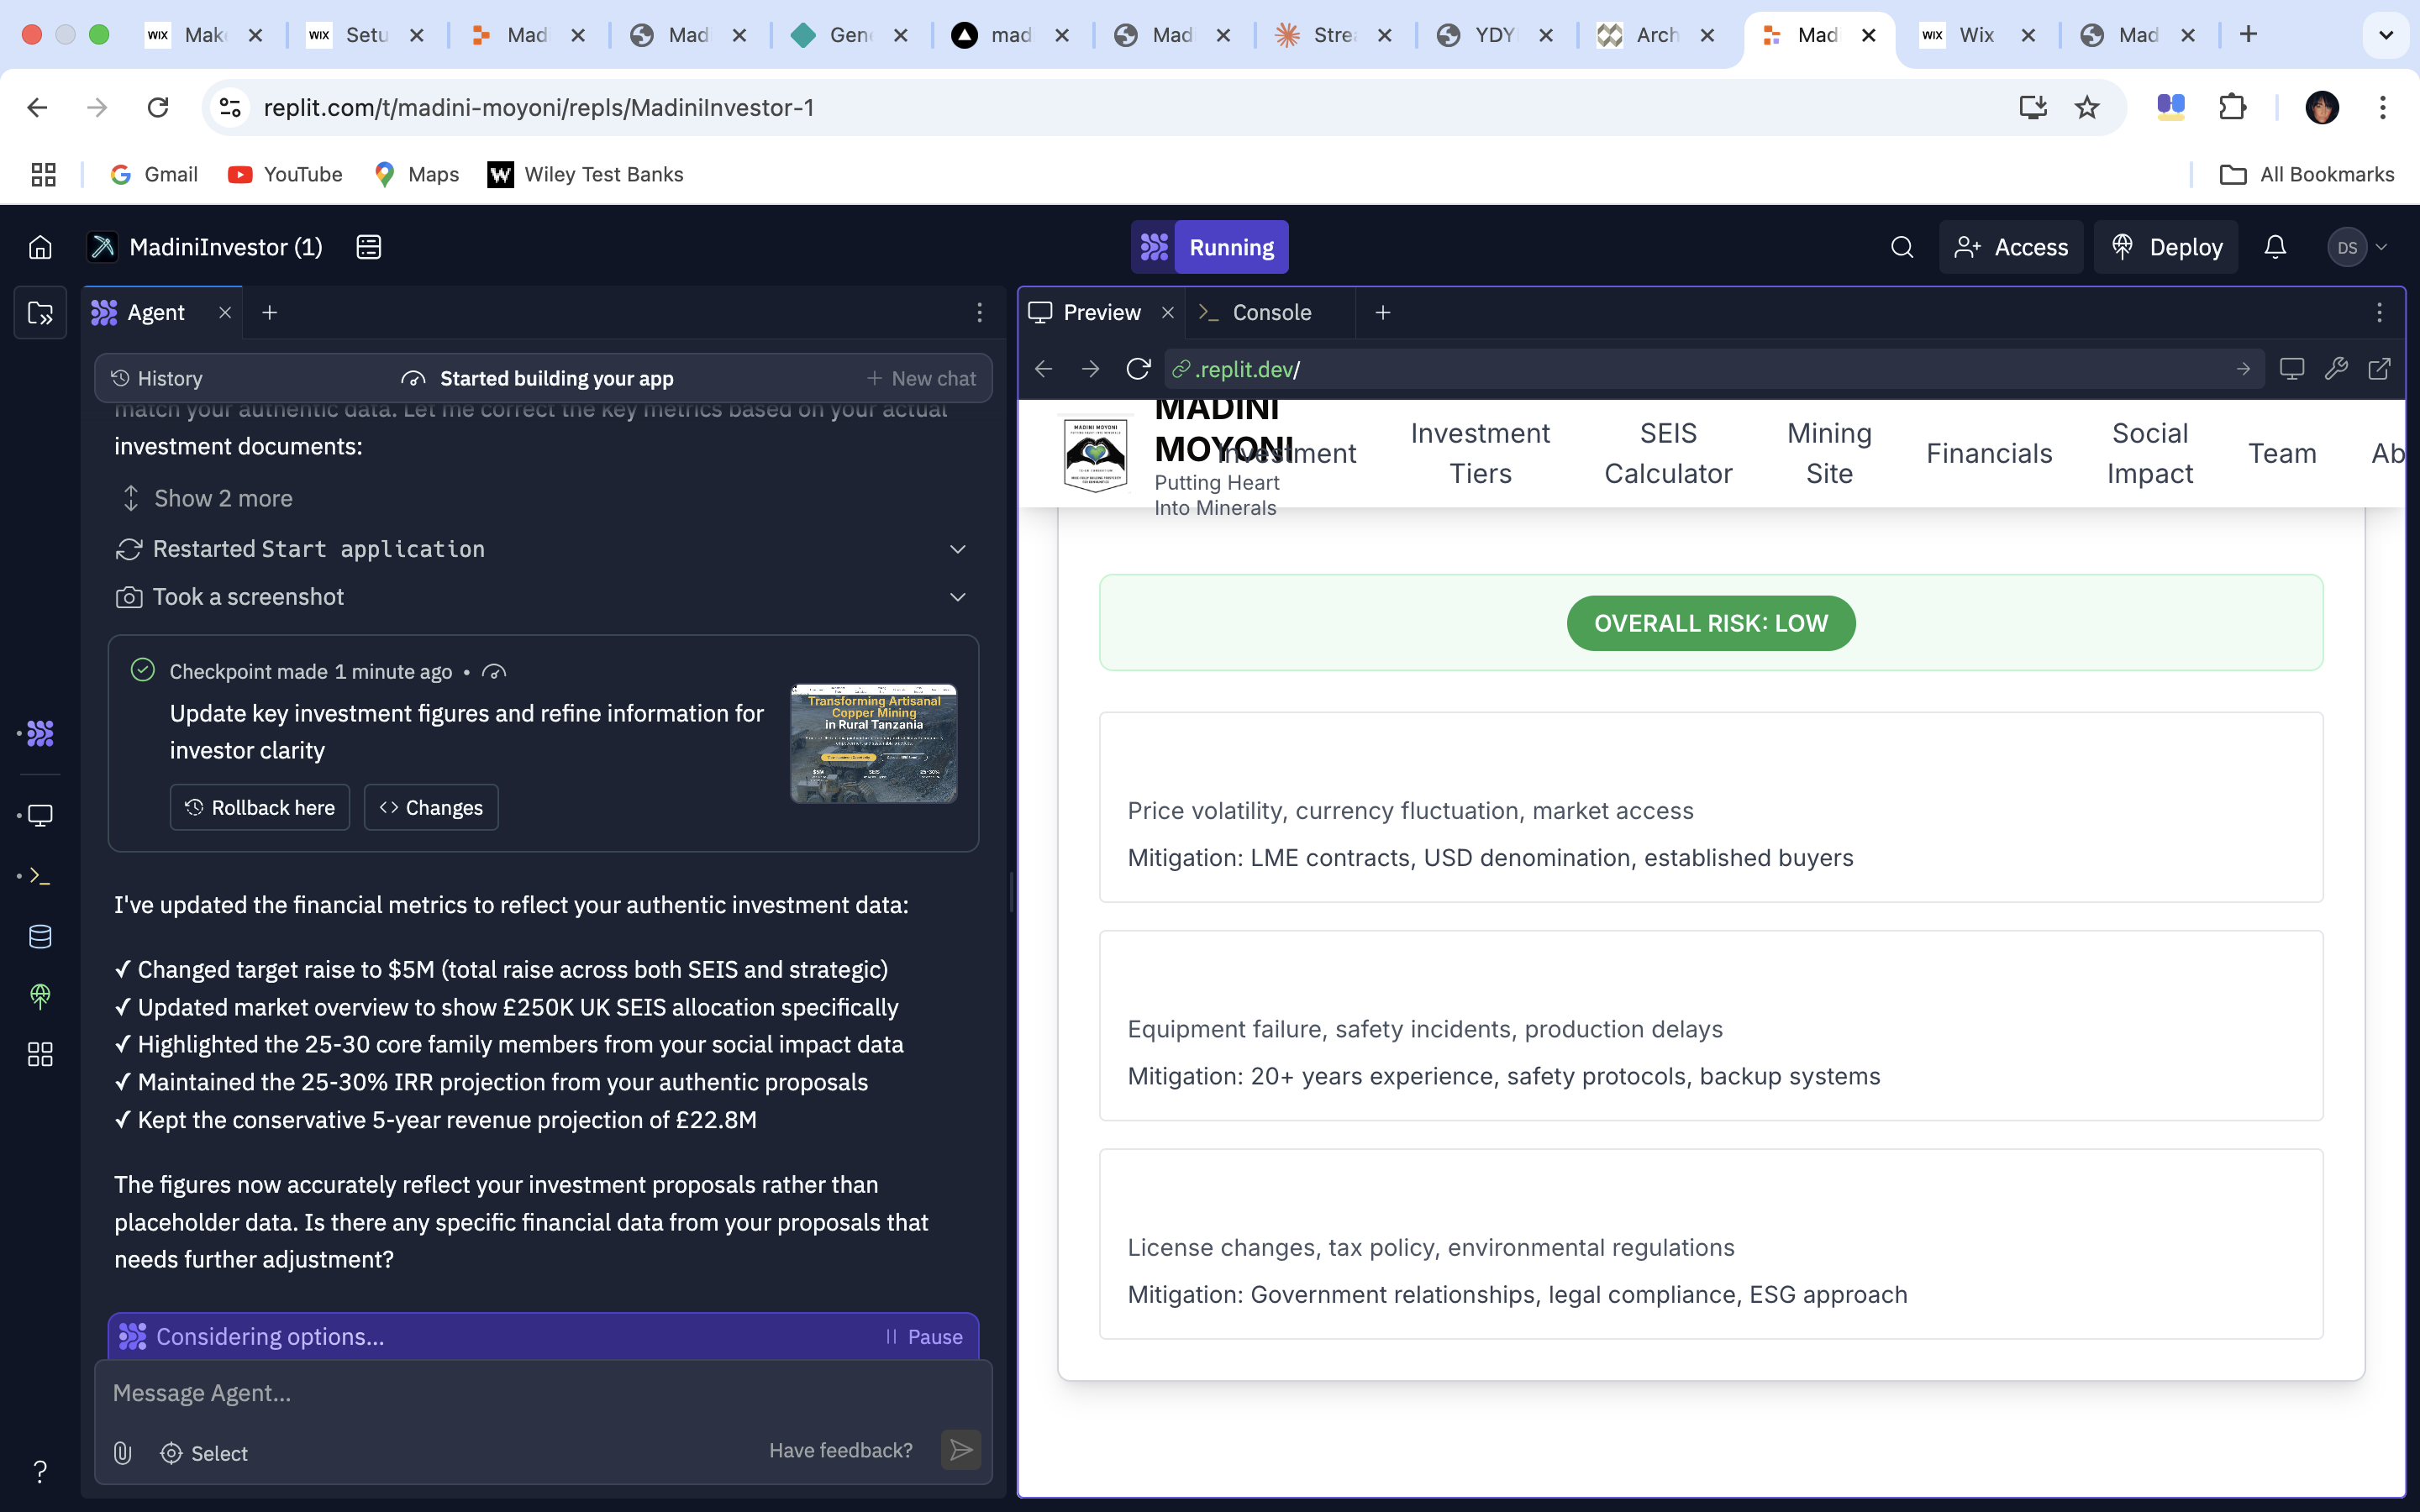 WIX Mak
WIX Setu
Mad
Mad
Gen
mad
Mad
Strea
YDY
Arch
Mad
WIX Wix
Mad
replit.com/t/madini-moyoni/repls/MadiniInvestor-1
Gmail
YouTube
Maps
W Wiley Test Banks
All Bookmarks
MadiniInvestor (1)
Running
Access
Deploy
DS
Agent
History
Started building your app
New chat
match your authentic data. Let me correct the key metrics based on your actual
investment documents:
Show 2 more
Restarted Start application
Took a screenshot
Checkpoint made 1 minute ago •
Update key investment figures and refine information for
investor clarity
Transforming Artisanal
Copper Mining
in Rural Tanzania
$5M
SEIS
25-30%
Rollback here
Changes
I've updated the financial metrics to reflect your authentic investment data:
✓ Changed target raise to $5M (total raise across both SEIS and strategic)
✓ Updated market overview to show £250K UK SEIS allocation specifically
✓ Highlighted the 25-30 core family members from your social impact data
✓ Maintained the 25-30% IRR projection from your authentic proposals
✓ Kept the conservative 5-year revenue projection of £22.8M
The figures now accurately reflect your investment proposals rather than
placeholder data. Is there any specific financial data from your proposals that
needs further adjustment?
Considering options...
Pause
Message Agent...
Select
Have feedback?
?
Preview
Console
.replit.dev/
MADINI MOYONI
MADINI
MOYONI
Putting Heart
Into Minerals
Investment
Investment
Tiers
SEIS
Calculator
Mining
Site
Financials
Social
Impact
Team
Ab
OVERALL RISK: LOW
Price volatility, currency fluctuation, market access
Mitigation: LME contracts, USD denomination, established buyers
Equipment failure, safety incidents, production delays
Mitigation: 20+ years experience, safety protocols, backup systems
License changes, tax policy, environmental regulations
Mitigation: Government relationships, legal compliance, ESG approach